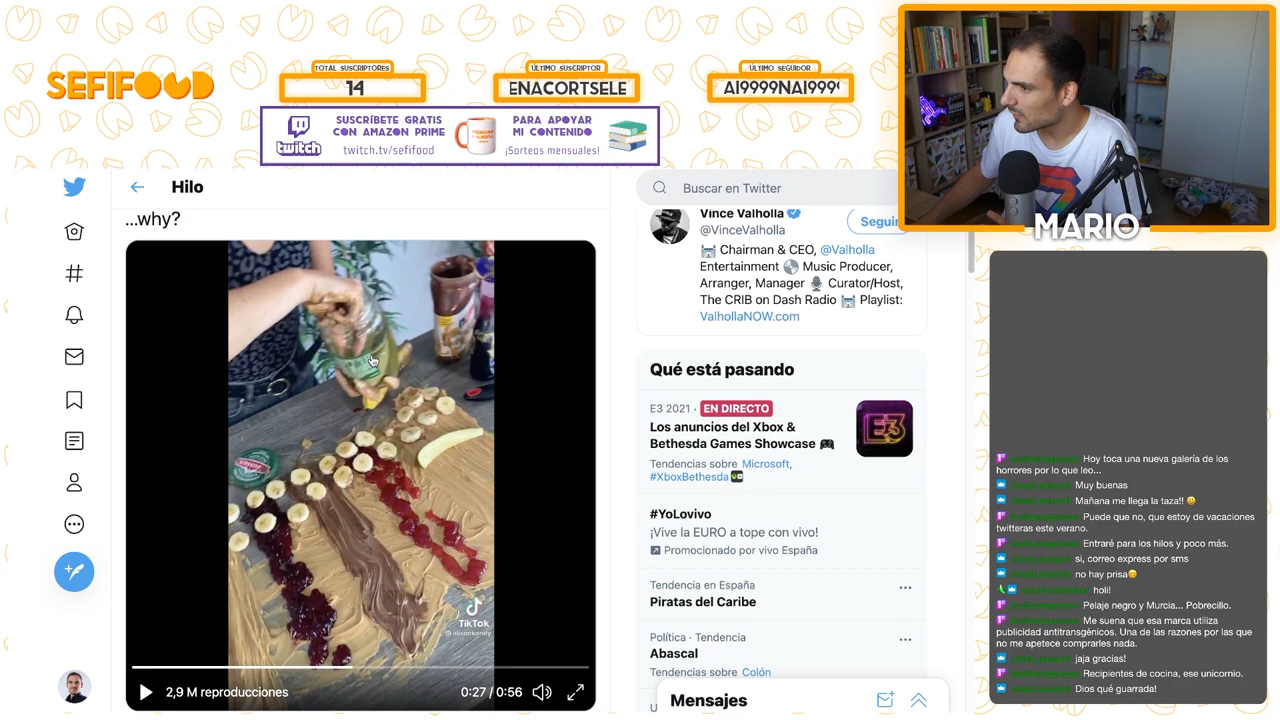 SEFIFOOD
TOTAL SUSCRIPTORES
14
ÚLTIMO SUSCRIPTOR
ENACORTSELE
ÚLTIMO SEGUIDOR
AI9999NAI9999
SUSCRÍBETE GRATIS
CON AMAZON PRIME
twitch.tv/sefifood
twitch
PARA APOYAR
MI CONTENIDO
¡Sorteos mensuales!
MARIO
Hilo
...why?
TikTok
@alisonkoroly
2,9 M reproducciones
0:27 / 0:56
Buscar en Twitter
Vince Valholla
@VinceValholla
Seguir
Chairman & CEO, @Valholla
Entertainment Music Producer,
Arranger, Manager Curator/Host,
The CRIB on Dash Radio Playlist:
ValhollaNOW.com
Qué está pasando
E3 2021 · EN DIRECTO
Los anuncios del Xbox &
Bethesda Games Showcase
E3
Tendencias sobre Microsoft,
#XboxBethesda
#YoLovivo
¡Vive la EURO a tope con vivo!
Promocionado por vivo España
Tendencia en España
Piratas del Caribe
Política · Tendencia
Abascal
Tendencias sobre Colón
Mensajes
Hoy toca una nueva galería de los
horrores por lo que leo...
Muy buenas
Mañana me llega la taza!!
Puede que no, que estoy de vacaciones
twitteras este verano.
Entraré para los hilos y poco más.
si, correo express por sms
no hay prisa
holi!
Pelaje negro y Murcia... Pobrecillo.
Me suena que esa marca utiliza
publicidad antitransgénicos. Una de las razones por las que
no me apetece comprarles nada.
jaja gracias!
Recipientes de cocina, ese unicornio.
Dios qué guarrada!